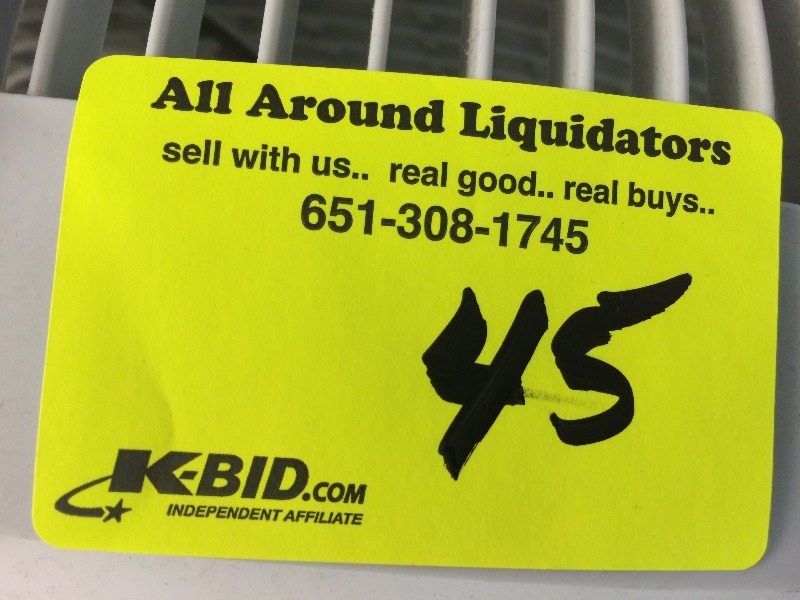 All Around Liquidators
sell with us.. real good.. real buys..
651-308-1745
45
K-BID.COM
INDEPENDENT AFFILIATE